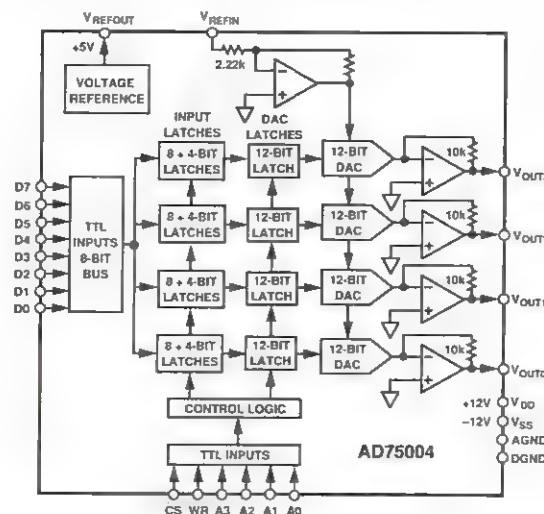 VREFOUT
VREFIN
+5V
2.22k
VOLTAGE
REFERENCE
INPUT
LATCHES
DAC
LATCHES
8 + 4-BIT
LATCHES
12-BIT
LATCH
12-BIT
DAC
10k
8 + 4-BIT
LATCHES
12-BIT
LATCH
12-BIT
DAC
10k
8 + 4-BIT
LATCHES
12-BIT
LATCH
12-BIT
DAC
10k
8 + 4-BIT
LATCHES
12-BIT
LATCH
12-BIT
DAC
10k
D7
D6
D5
D4
D3
D2
D1
D0
TTL
INPUTS
8-BIT
BUS
VOUT
VOUT
VOUT1
VOUT0
+12V VDD
–12V VSS
AGND
DGND
CONTROL LOGIC
TTL INPUTS
AD75004
CS WR A3 A2 A1 A0